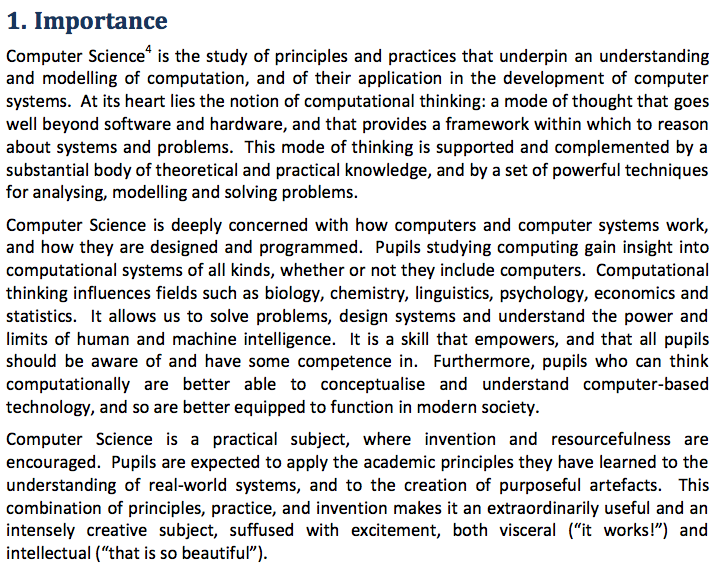 1. Importance
Computer Science⁴ is the study of principles and practices that underpin an understanding
and modelling of computation, and of their application in the development of computer
systems.  At its heart lies the notion of computational thinking: a mode of thought that goes
well beyond software and hardware, and that provides a framework within which to reason
about systems and problems.  This mode of thinking is supported and complemented by a
substantial body of theoretical and practical knowledge, and by a set of powerful techniques
for analysing, modelling and solving problems.
Computer Science is deeply concerned with how computers and computer systems work,
and how they are designed and programmed.  Pupils studying computing gain insight into
computational systems of all kinds, whether or not they include computers.  Computational
thinking influences fields such as biology, chemistry, linguistics, psychology, economics and
statistics.  It allows us to solve problems, design systems and understand the power and
limits of human and machine intelligence.  It is a skill that empowers, and that all pupils
should be aware of and have some competence in.  Furthermore, pupils who can think
computationally are better able to conceptualise and understand computer-based
technology, and so are better equipped to function in modern society.
Computer Science is a practical subject, where invention and resourcefulness are
encouraged.  Pupils are expected to apply the academic principles they have learned to the
understanding of real-world systems, and to the creation of purposeful artefacts.  This
combination of principles, practice, and invention makes it an extraordinarily useful and an
intensely creative subject, suffused with excitement, both visceral (“it works!”) and
intellectual (“that is so beautiful”).